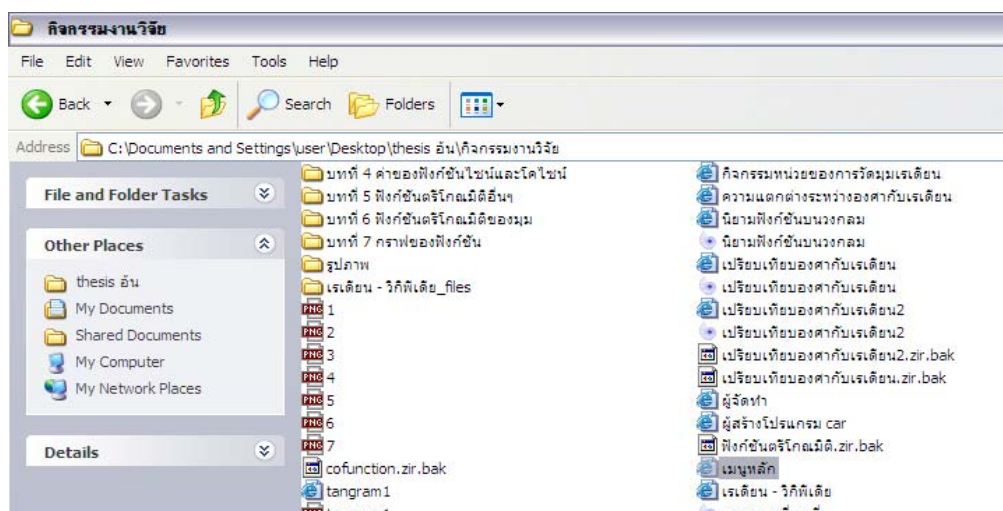 กิจกรรมงานวิจัย
File Edit View Favorites Tools Help
Back Search Folders
Address C:\Documents and Settings\user\Desktop\thesis อ้น\กิจกรรมงานวิจัย
File and Folder Tasks
Other Places
thesis อ้น
My Documents
Shared Documents
My Computer
My Network Places
Details
บทที่ 4 ค่าของฟังก์ชันไซน์และโคไซน์
บทที่ 5 ฟังก์ชันตรีโกณมิติอื่นๆ
บทที่ 6 ฟังก์ชันตรีโกณมิติของมุม
บทที่ 7 กราฟของฟังก์ชัน
รูปภาพ
เรเดียน - วิกิพีเดีย_files
1
2
3
4
5
6
7
cofunction.zir.bak
tangram1
กิจกรรมหน่วยของการวัดมุมเรเดียน
ความแตกต่างระหว่างองศากับเรเดียน
นิยามฟังก์ชันบนวงกลม
นิยามฟังก์ชันบนวงกลม
เปรียบเทียบองศากับเรเดียน
เปรียบเทียบองศากับเรเดียน
เปรียบเทียบองศากับเรเดียน2
เปรียบเทียบองศากับเรเดียน2
เปรียบเทียบองศากับเรเดียน2.zir.bak
เปรียบเทียบองศากับเรเดียน.zir.bak
ผู้จัดทำ
ผู้สร้างโปรแกรม car
ฟังก์ชันตรีโกณมิติ.zir.bak
เมนูหลัก
เรเดียน - วิกิพีเดีย